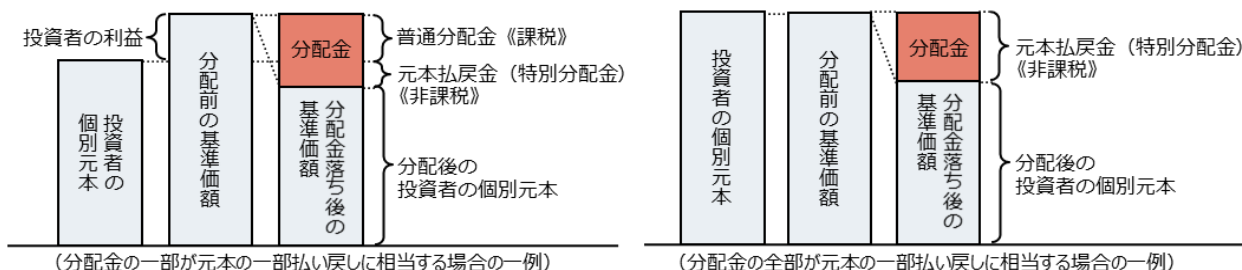 投資者の利益
投資者の
個別元本
分配前の基準価額
分配金
分配金落ち後の
基準価額
普通分配金《課税》
元本払戻金(特別分配金)
《非課税》
分配後の
投資者の個別元本
(分配金の一部が元本の一部払い戻しに相当する場合の一例)
投資者の個別元本
分配前の基準価額
分配金
分配金落ち後の
基準価額
元本払戻金(特別分配金)
《非課税》
分配後の
投資者の個別元本
(分配金の全部が元本の一部払い戻しに相当する場合の一例)